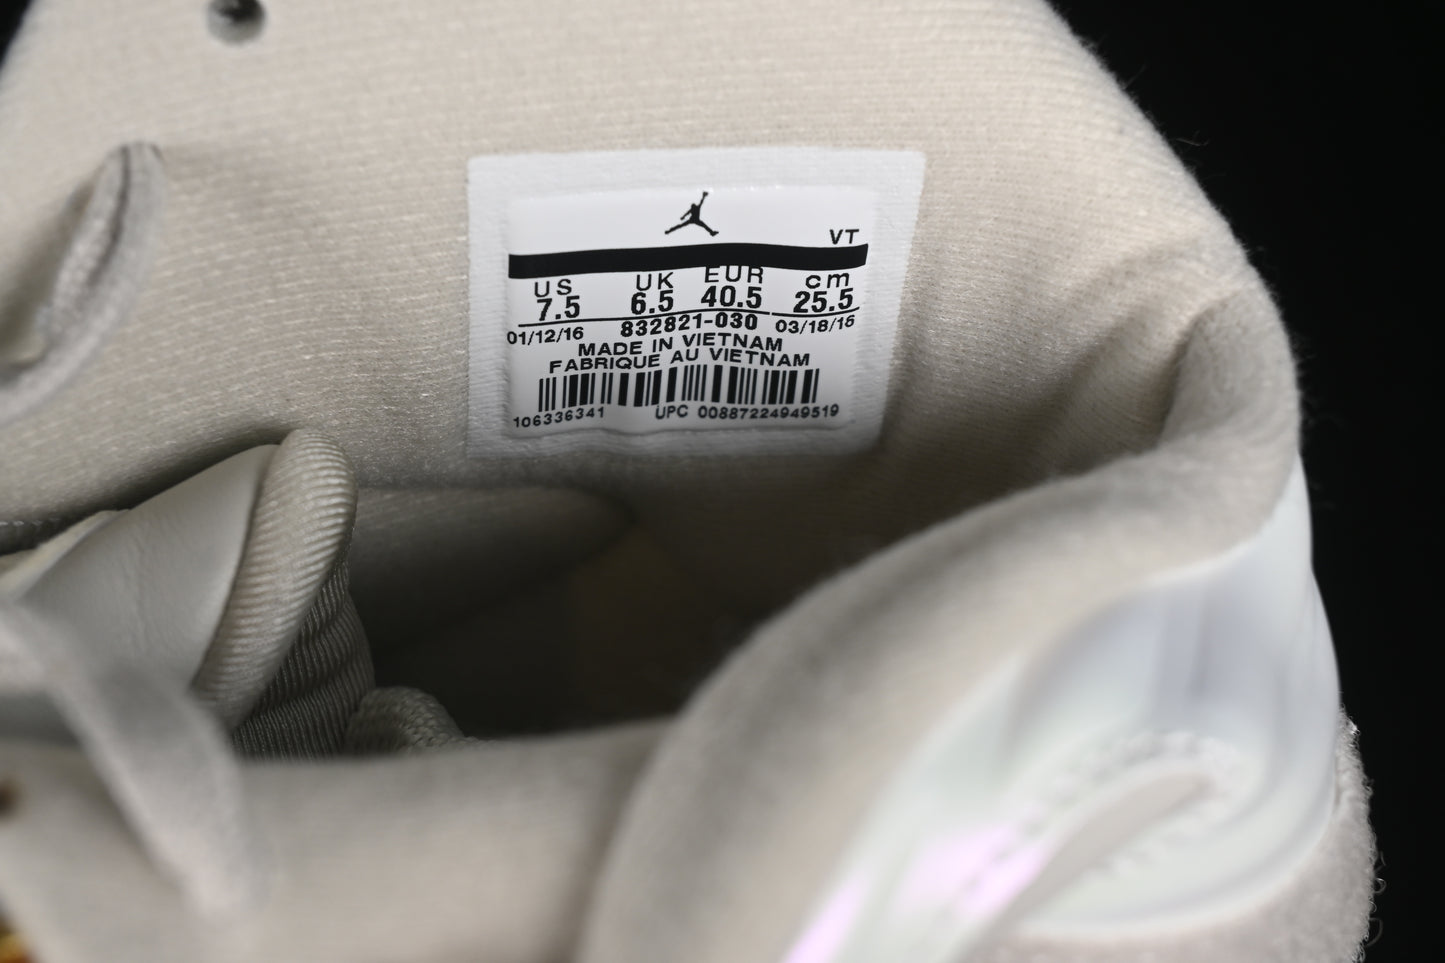 VT
US UK EUR cm
7.5 6.5 40.5 25.5
01/12/16 832821-030 03/18/16
MADE IN VIETNAM
FABRIQUE AU VIETNAM
106336341 UPC 00887224949519